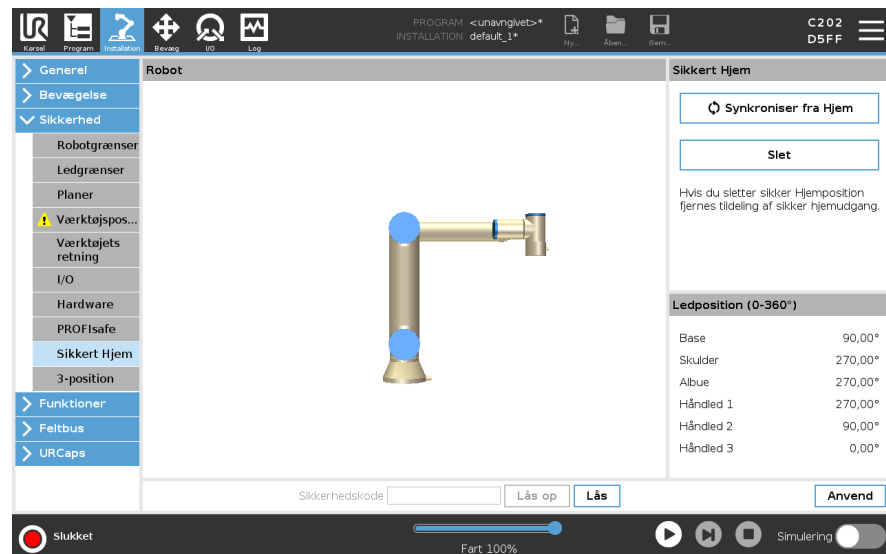 PROGRAM <unavngivet>*
INSTALLATION default_1*
UR
Kørsel Program Installation Bevæg I/O Log
Ny... Åben... Gem...
C202
D5FF
Generel
Bevægelse
Sikkerhed
Robotgrænser
Ledgrænser
Planer
Værktøjspos...
Værktøjets
retning
I/O
Hardware
PROFIsafe
Sikkert Hjem
3-position
Funktioner
Feltbus
URCaps
Robot
Sikkert Hjem
Synkroniser fra Hjem
Slet
Hvis du sletter sikker Hjemposition
fjernes tildeling af sikker hjemudgang.
Ledposition (0-360°)
Base 90,00°
Skulder 270,00°
Albue 270,00°
Håndled 1 270,00°
Håndled 2 90,00°
Håndled 3 0,00°
Sikkerhedskode Lås op Lås
Anvend
Slukket
Fart 100%
Simulering